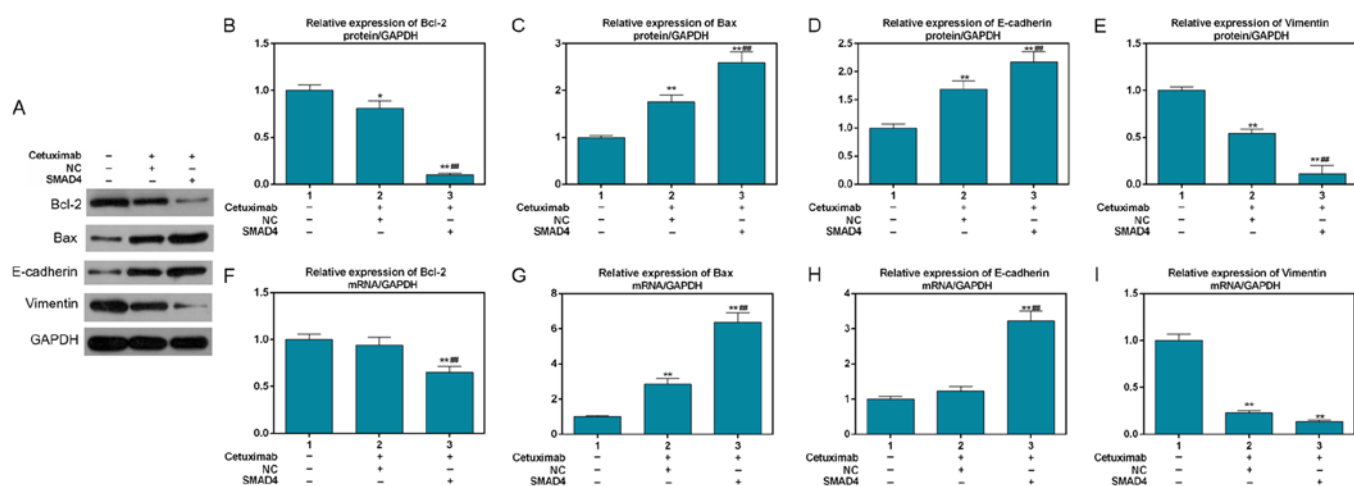 A
Cetuximab – + +
NC – + –
SMAD4 – – +
Bcl-2
Bax
E-cadherin
Vimentin
GAPDH
B
Relative expression of Bcl-2
protein/GAPDH
1.5
1.0
0.5
0.0
1 2 3
*
**##
Cetuximab – + +
NC – + –
SMAD4 – – +
C
Relative expression of Bax
protein/GAPDH
3
2
1
0
1 2 3
**
**##
Cetuximab – + +
NC – + –
SMAD4 – – +
D
Relative expression of E-cadherin
protein/GAPDH
2.5
2.0
1.5
1.0
0.5
0.0
1 2 3
**
**##
Cetuximab – + +
NC – + –
SMAD4 – – +
E
Relative expression of Vimentin
protein/GAPDH
1.5
1.0
0.5
0.0
1 2 3
**
**##
Cetuximab – + +
NC – + –
SMAD4 – – +
F
Relative expression of Bcl-2
mRNA/GAPDH
1.5
1.0
0.5
0.0
1 2 3
**##
Cetuximab – + +
NC – + –
SMAD4 – – +
G
Relative expression of Bax
mRNA/GAPDH
8
6
4
2
0
1 2 3
**
**##
Cetuximab – + +
NC – + –
SMAD4 – – +
H
Relative expression of E-cadherin
mRNA/GAPDH
4
3
2
1
0
1 2 3
**##
Cetuximab – + +
NC – + –
SMAD4 – – +
I
Relative expression of Vimentin
mRNA/GAPDH
1.5
1.0
0.5
0.0
1 2 3
**
**
Cetuximab – + +
NC – + –
SMAD4 – – +